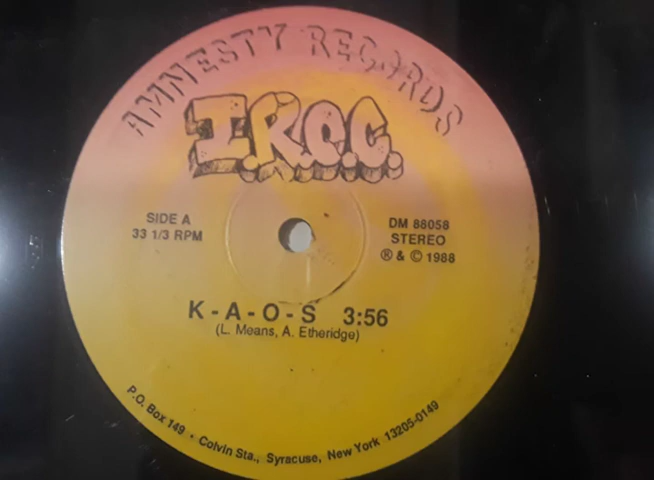 AMNESTY RECORDS
I.R.O.C.
SIDE A
33 1/3 RPM
DM 88058
STEREO
Ⓡ & © 1988
K-A-O-S 3:56
(L. Means, A. Etheridge)
P.O. Box 149 • Colvin Sta., Syracuse, New York 13205-0149